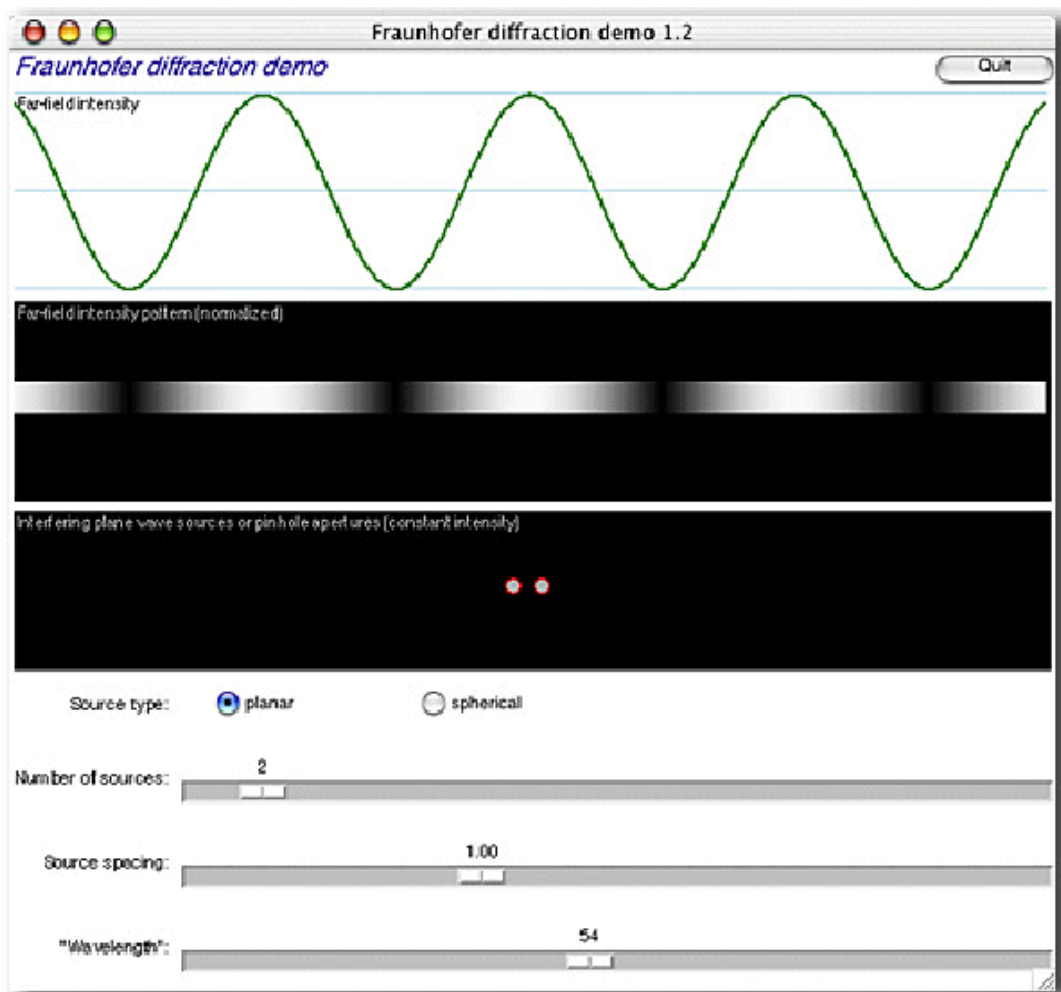 Fraunhofer diffraction demo 1.2
Fraunhofer diffraction demo
Quit
Far-field intensity
Far-field intensity pattern (normalized)
Interfering plane wave sources or pinhole apertures (constant intensity)
Source type: planar spherical
2
Number of sources:
1.00
Source spacing:
54
"Wavelength":